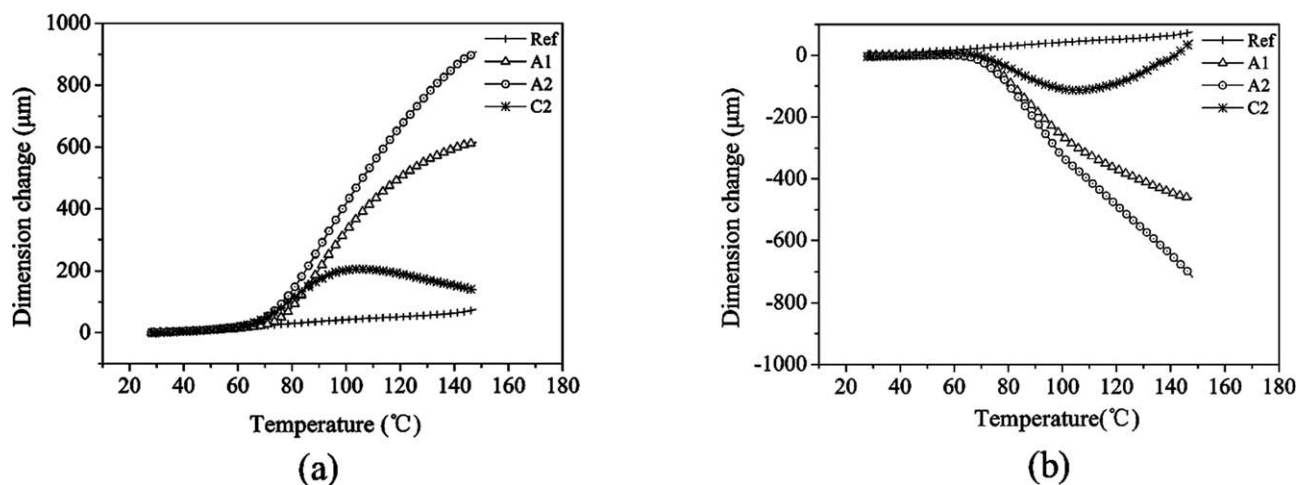 1000
800
600
400
200
0
Dimension change (μm)
Ref
A1
A2
C2
20 40 60 80 100 120 140 160 180
Temperature (℃)
(a)
0
-200
-400
-600
-800
-1000
Dimension change (μm)
Ref
A1
A2
C2
20 40 60 80 100 120 140 160 180
Temperature(℃)
(b)